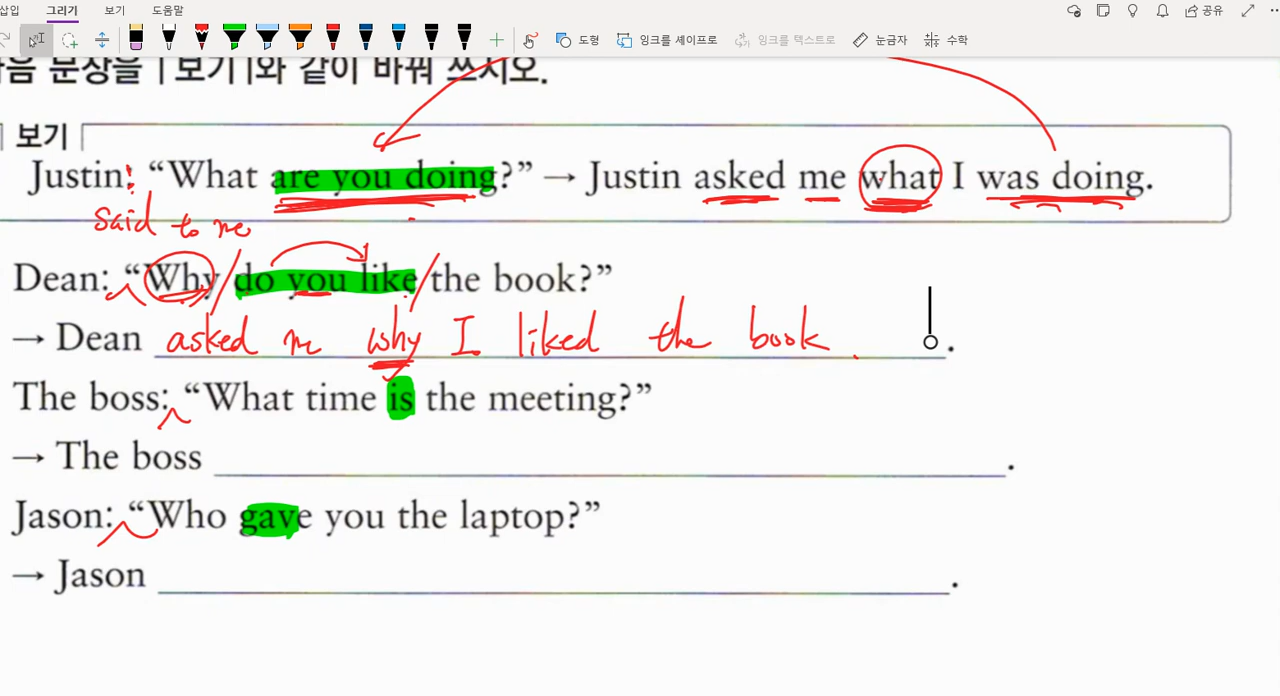 삽입 그리기 보기 도움말 공유
도형 잉크를 셰이프로 잉크를 텍스트로 눈금자 수학
음 문장을 | 보기 |와 같이 바꿔 쓰시오.
보기
Justin: “What are you doing?” → Justin asked me what I was doing.
said to me
Dean: “Why do you like the book?”
→ Dean asked me why I liked the book.
The boss: “What time is the meeting?”
→ The boss .
Jason: “Who gave you the laptop?”
→ Jason .